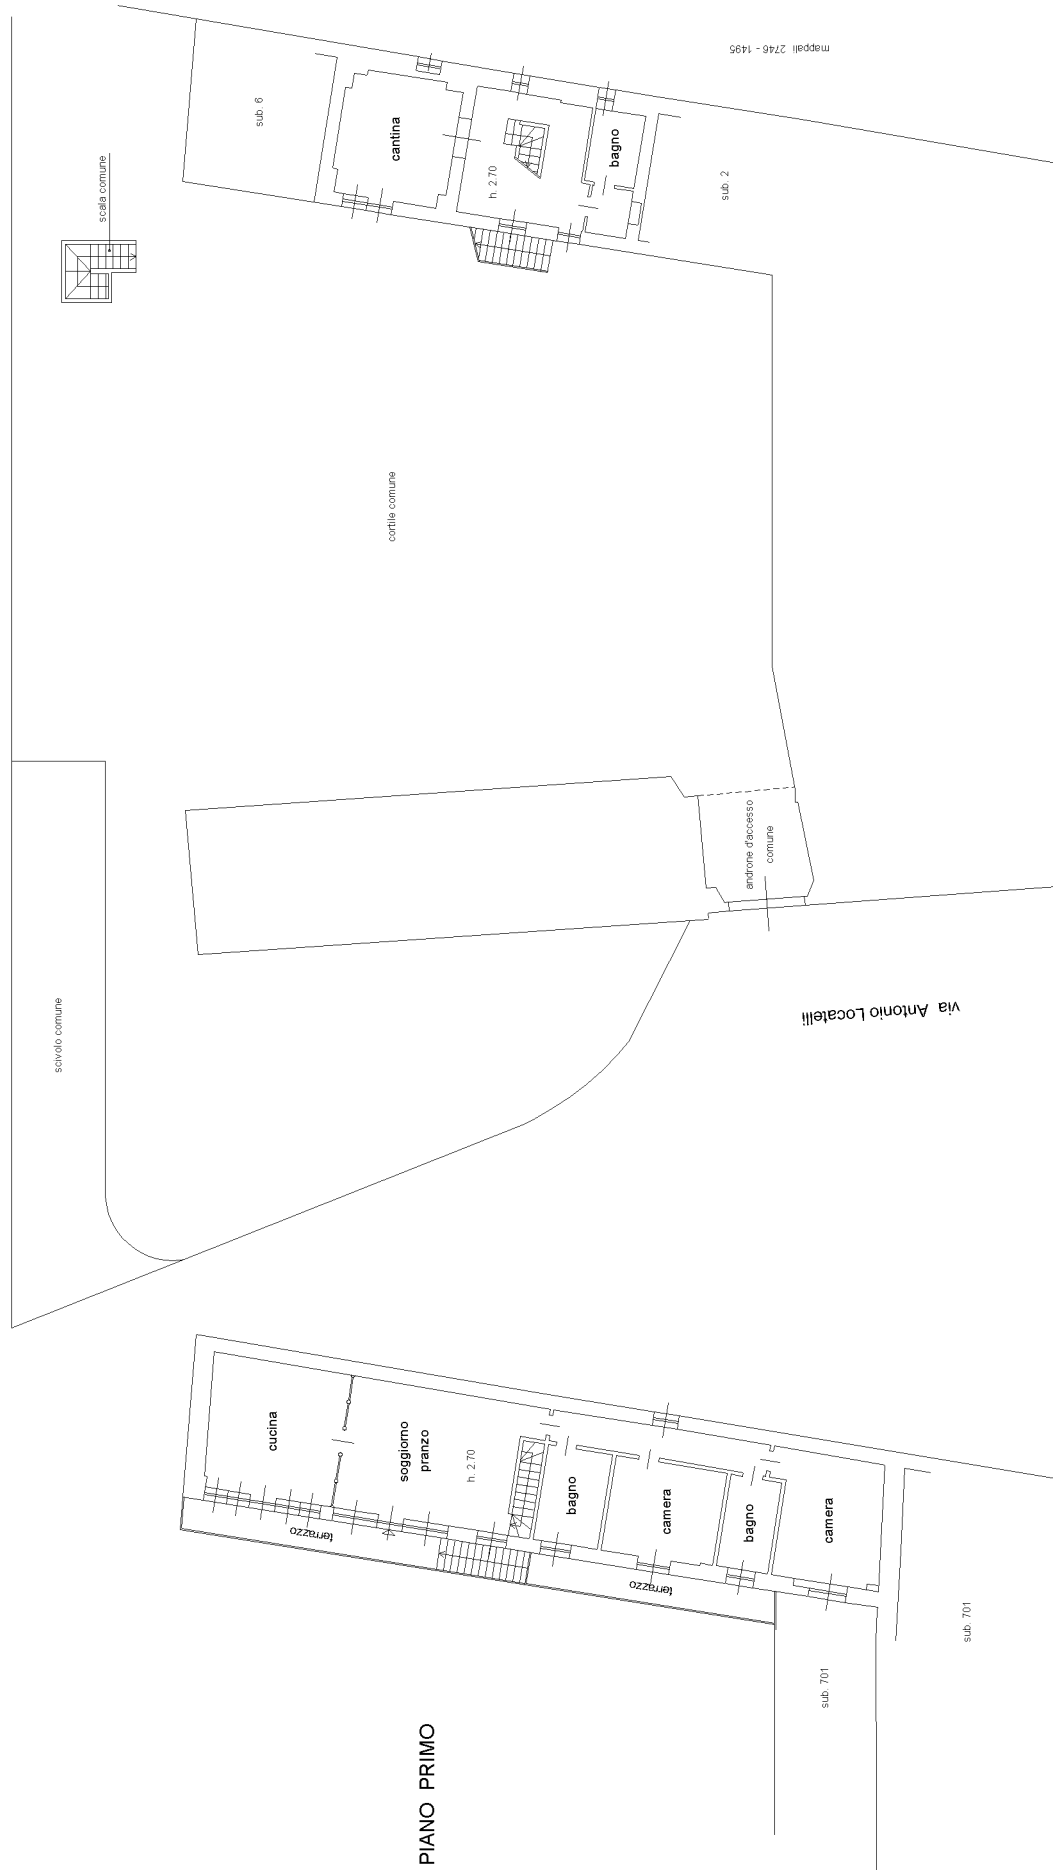 mappali 2746 - 1495
sub. 6
cantina
bagno
h. 2.70
sub. 2
scala comune
cortile comune
androne d'accesso
comune
scivolo comune
via Antonio Locatelli
cucina
soggiorno
pranzo
h. 2.70
bagno
camera
bagno
camera
terrazzo
terrazzo
sub. 701
sub. 701
PIANO PRIMO